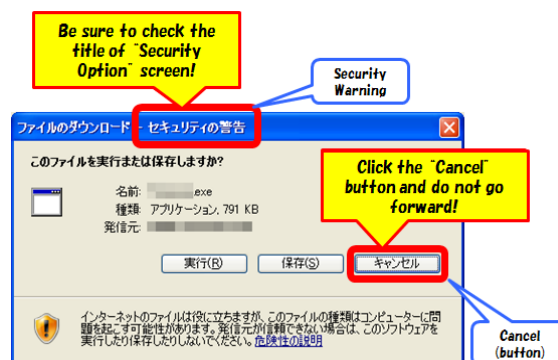 Be sure to check the
title of "Security
Option" screen!
Security
Warning
ファイルのダウンロード - セキュリティの警告
このファイルを実行または保存しますか?
Click the "Cancel"
button and do not go
forward!
名前: .exe
種類: アプリケーション, 791 KB
発信元:
実行(R)
保存(S)
キャンセル
インターネットのファイルは役に立ちますが、このファイルの種類はコンピューターに問
題を起こす可能性があります。発信元が信頼できない場合は、このソフトウェアを
実行したり保存したりしないでください。危険性の説明
Cancel
(button)